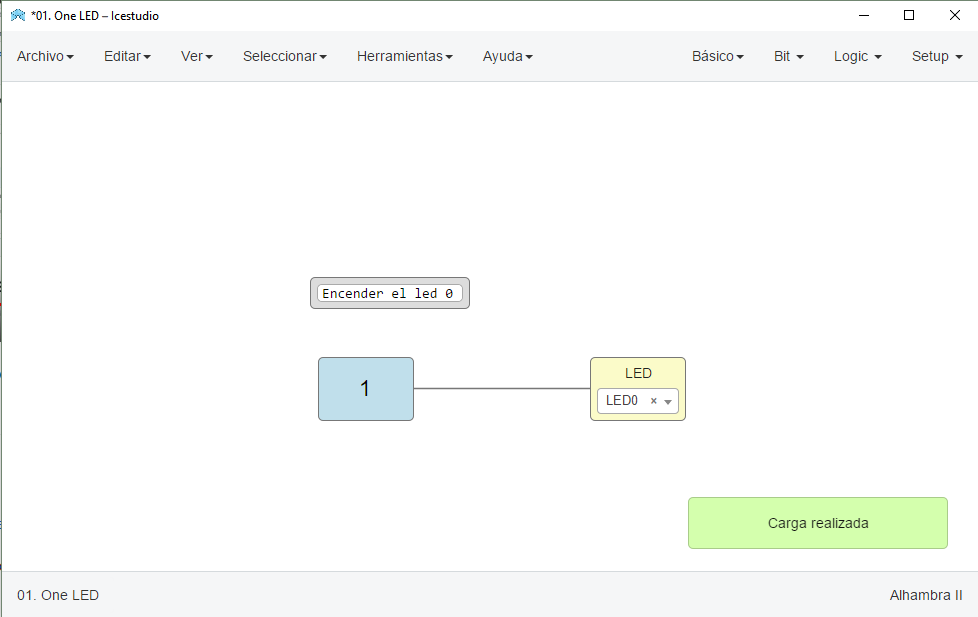 *01. One LED – Icestudio
Archivo Editar Ver Seleccionar Herramientas Ayuda Básico Bit Logic Setup
Encender el led 0
1
LED
LED0 ×
Carga realizada
01. One LED Alhambra II